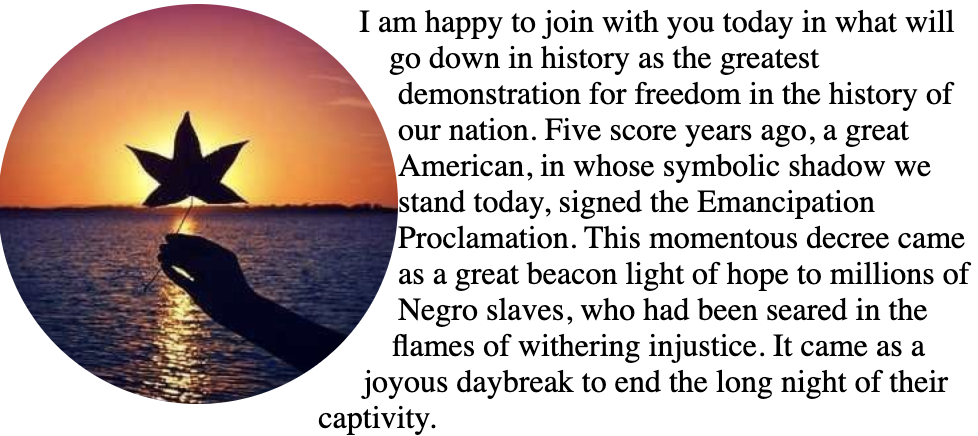 I am happy to join with you today in what will
go down in history as the greatest
demonstration for freedom in the history of
our nation. Five score years ago, a great
American, in whose symbolic shadow we
stand today, signed the Emancipation
Proclamation. This momentous decree came
as a great beacon light of hope to millions of
Negro slaves, who had been seared in the
flames of withering injustice. It came as a
joyous daybreak to end the long night of their
captivity.